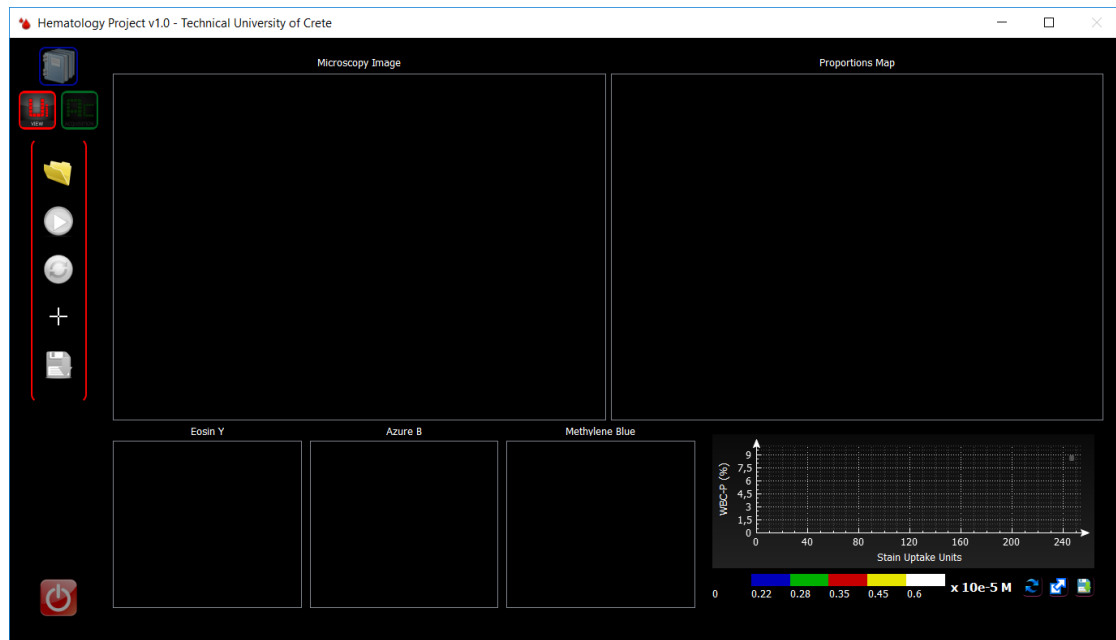 Hematology Project v1.0 - Technical University of Crete
Microscopy Image
Proportions Map
VIEW
Eosin Y
Azure B
Methylene Blue
WBC-P (%)
9
7,5
6
4,5
3
1,5
0
0 40 80 120 160 200 240
Stain Uptake Units
0 0.22 0.28 0.35 0.45 0.6 x 10e-5 M